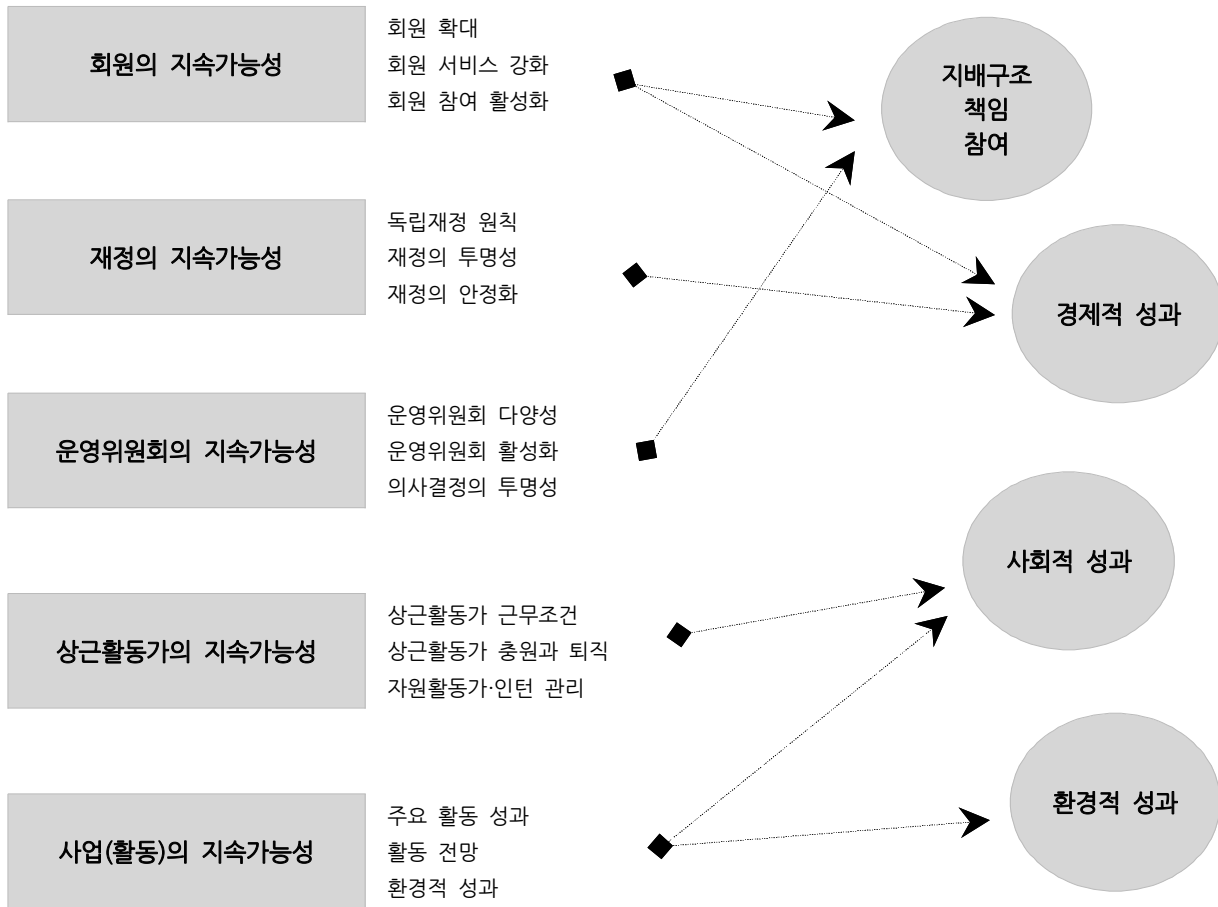 회원의 지속가능성
회원 확대
회원 서비스 강화
회원 참여 활성화
재정의 지속가능성
독립재정 원칙
재정의 투명성
재정의 안정화
운영위원회의 지속가능성
운영위원회 다양성
운영위원회 활성화
의사결정의 투명성
상근활동가의 지속가능성
상근활동가 근무조건
상근활동가 충원과 퇴직
자원활동가·인턴 관리
사업(활동)의 지속가능성
주요 활동 성과
활동 전망
환경적 성과
지배구조
책임
참여
경제적 성과
사회적 성과
환경적 성과